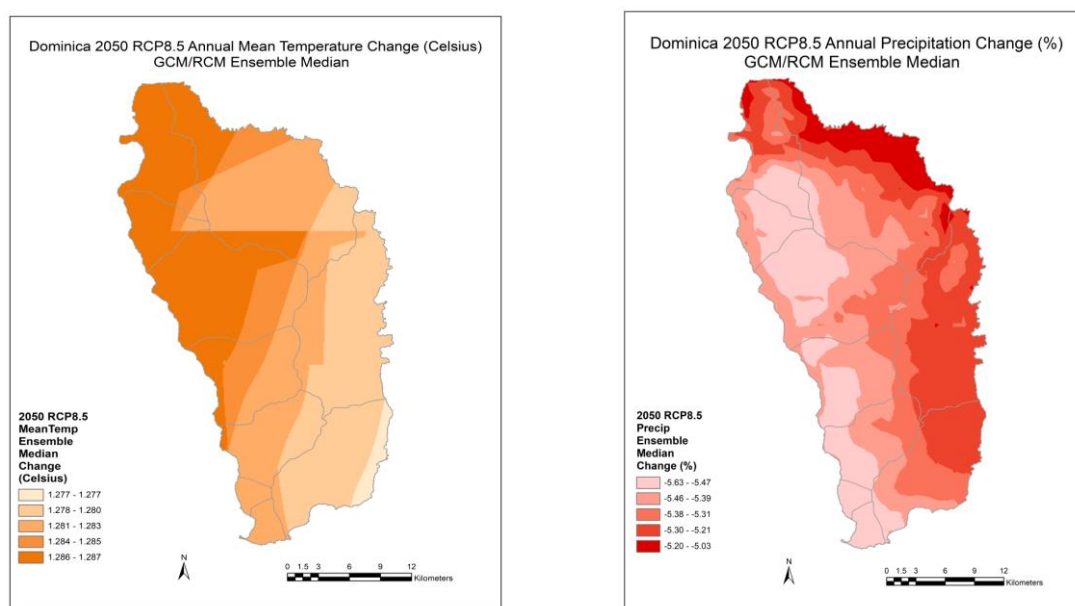 Dominica 2050 RCP8.5 Annual Mean Temperature Change (Celsius)
GCM/RCM Ensemble Median
2050 RCP8.5
MeanTemp
Ensemble
Median
Change
(Celsius)
1.277 - 1.277
1.278 - 1.280
1.281 - 1.283
1.284 - 1.285
1.286 - 1.287
N
0 1.5 3 6 9 12
Kilometers
Dominica 2050 RCP8.5 Annual Precipitation Change (%)
GCM/RCM Ensemble Median
2050 RCP8.5
Precip
Ensemble
Median
Change (%)
-5.63 - -5.47
-5.46 - -5.39
-5.38 - -5.31
-5.30 - -5.21
-5.20 - -5.03
N
0 1.5 3 6 9 12
Kilometers